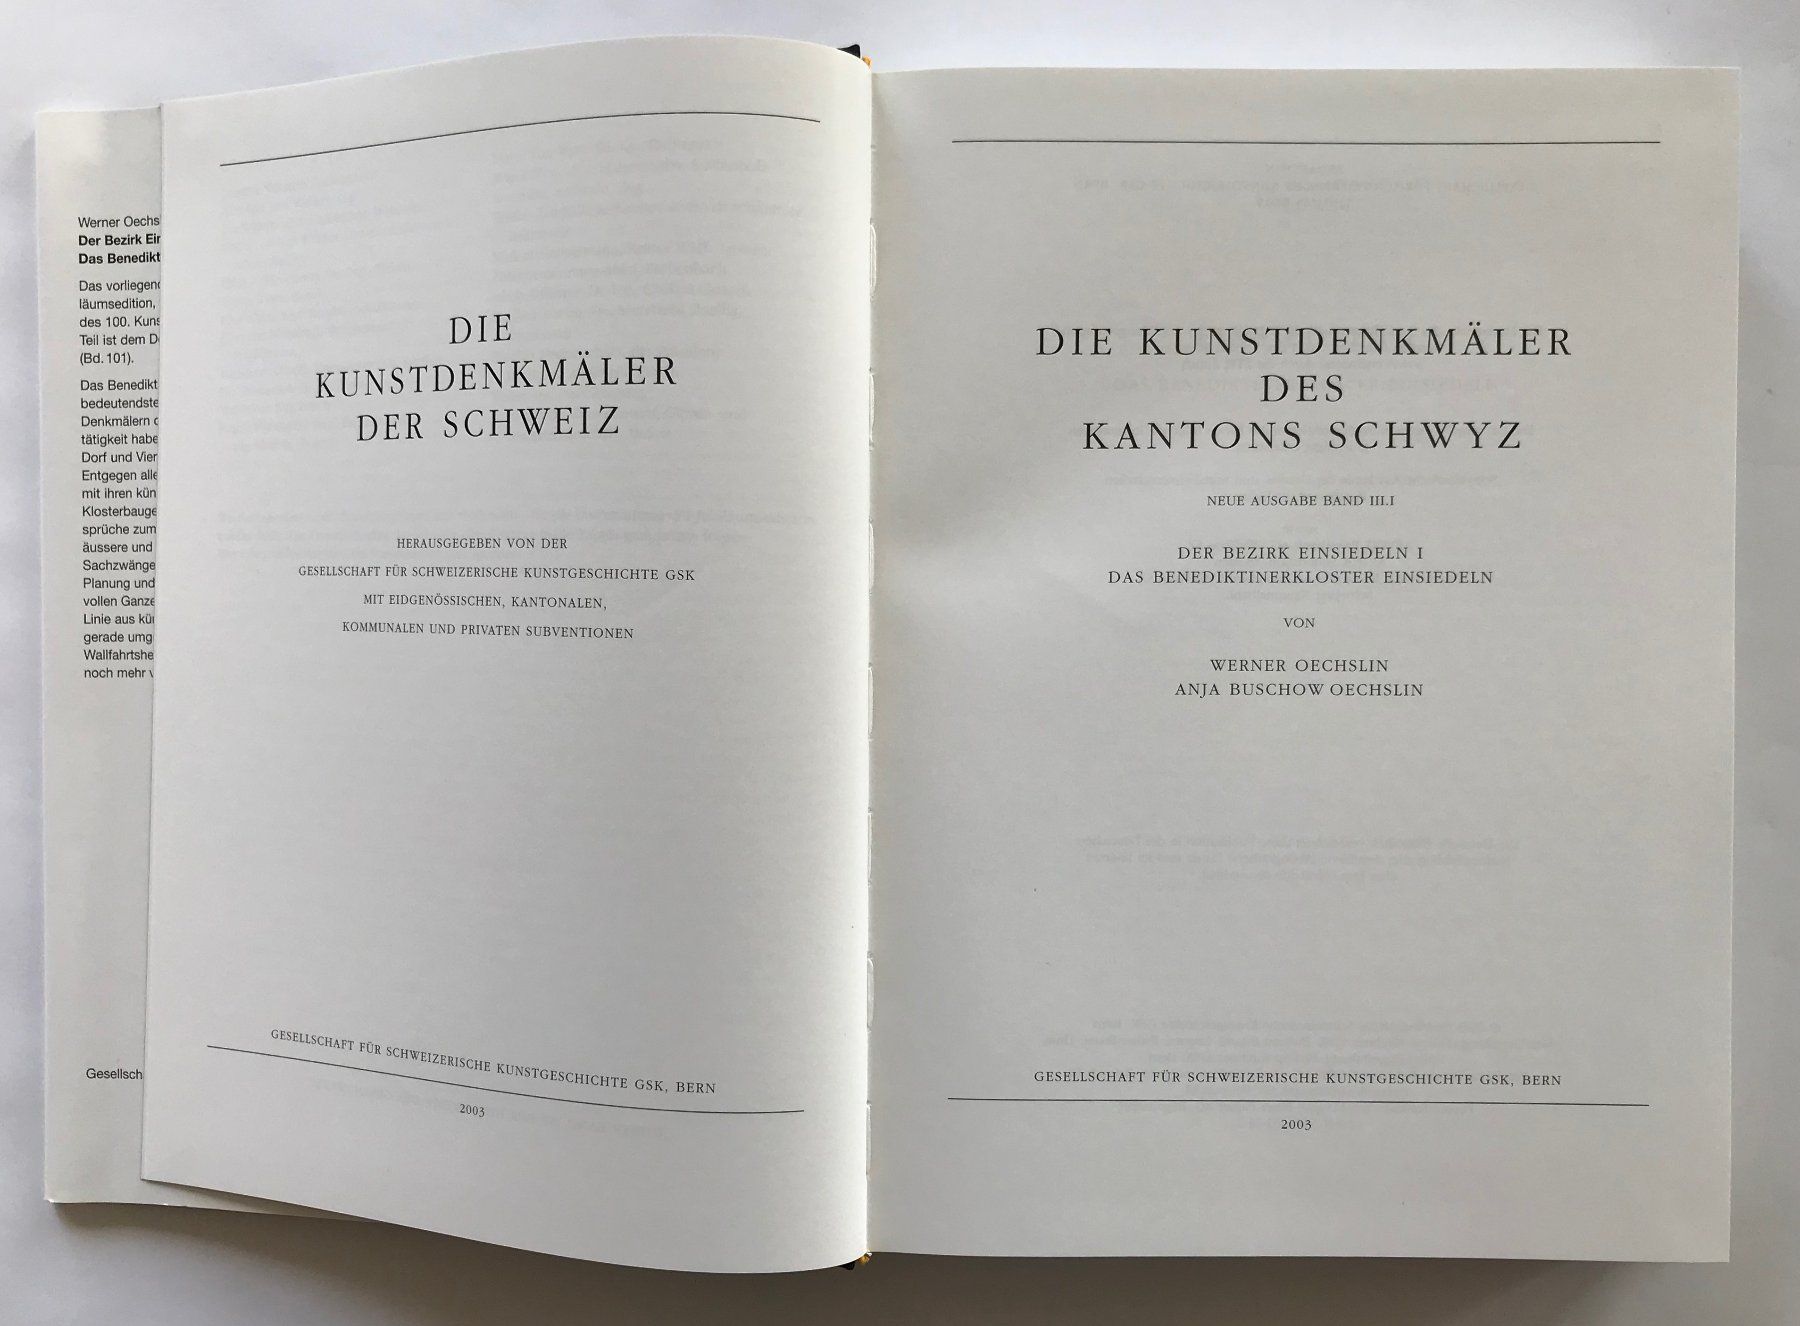 Werner Oechs
Der Bezirk Ein
Das Benedikt
Das vorliegend
läumsedition,
des 100. Kuns
Teil ist dem D
(Bd. 101).
Das Benedikt
bedeutendste
Denkmälern
tätigkeit habe
Dorf und Vier
Entgegen alle
mit ihren kün
Klosterbauge
sprüche zum
äussere und
Sachzwänge
Planung und
vollen Ganze
Linie aus kün
gerade umg
Wallfahrtshe
noch mehr
Gesellsch
DIE
KUNSTDENKMÄLER
DER SCHWEIZ
HERAUSGEGEBEN VON DER
GESELLSCHAFT FÜR SCHWEIZERISCHE KUNSTGESCHICHTE GSK
MIT EIDGENÖSSISCHEN, KANTONALEN,
KOMMUNALEN UND PRIVATEN SUBVENTIONEN
GESELLSCHAFT FÜR SCHWEIZERISCHE KUNSTGESCHICHTE GSK, BERN
2003
DIE KUNSTDENKMÄLER
DES
KANTONS SCHWYZ
NEUE AUSGABE BAND III.I
DER BEZIRK EINSIEDELN I
DAS BENEDIKTINERKLOSTER EINSIEDELN
VON
WERNER OECHSLIN
ANJA BUSCHOW OECHSLIN
GESELLSCHAFT FÜR SCHWEIZERISCHE KUNSTGESCHICHTE GSK, BERN
2003